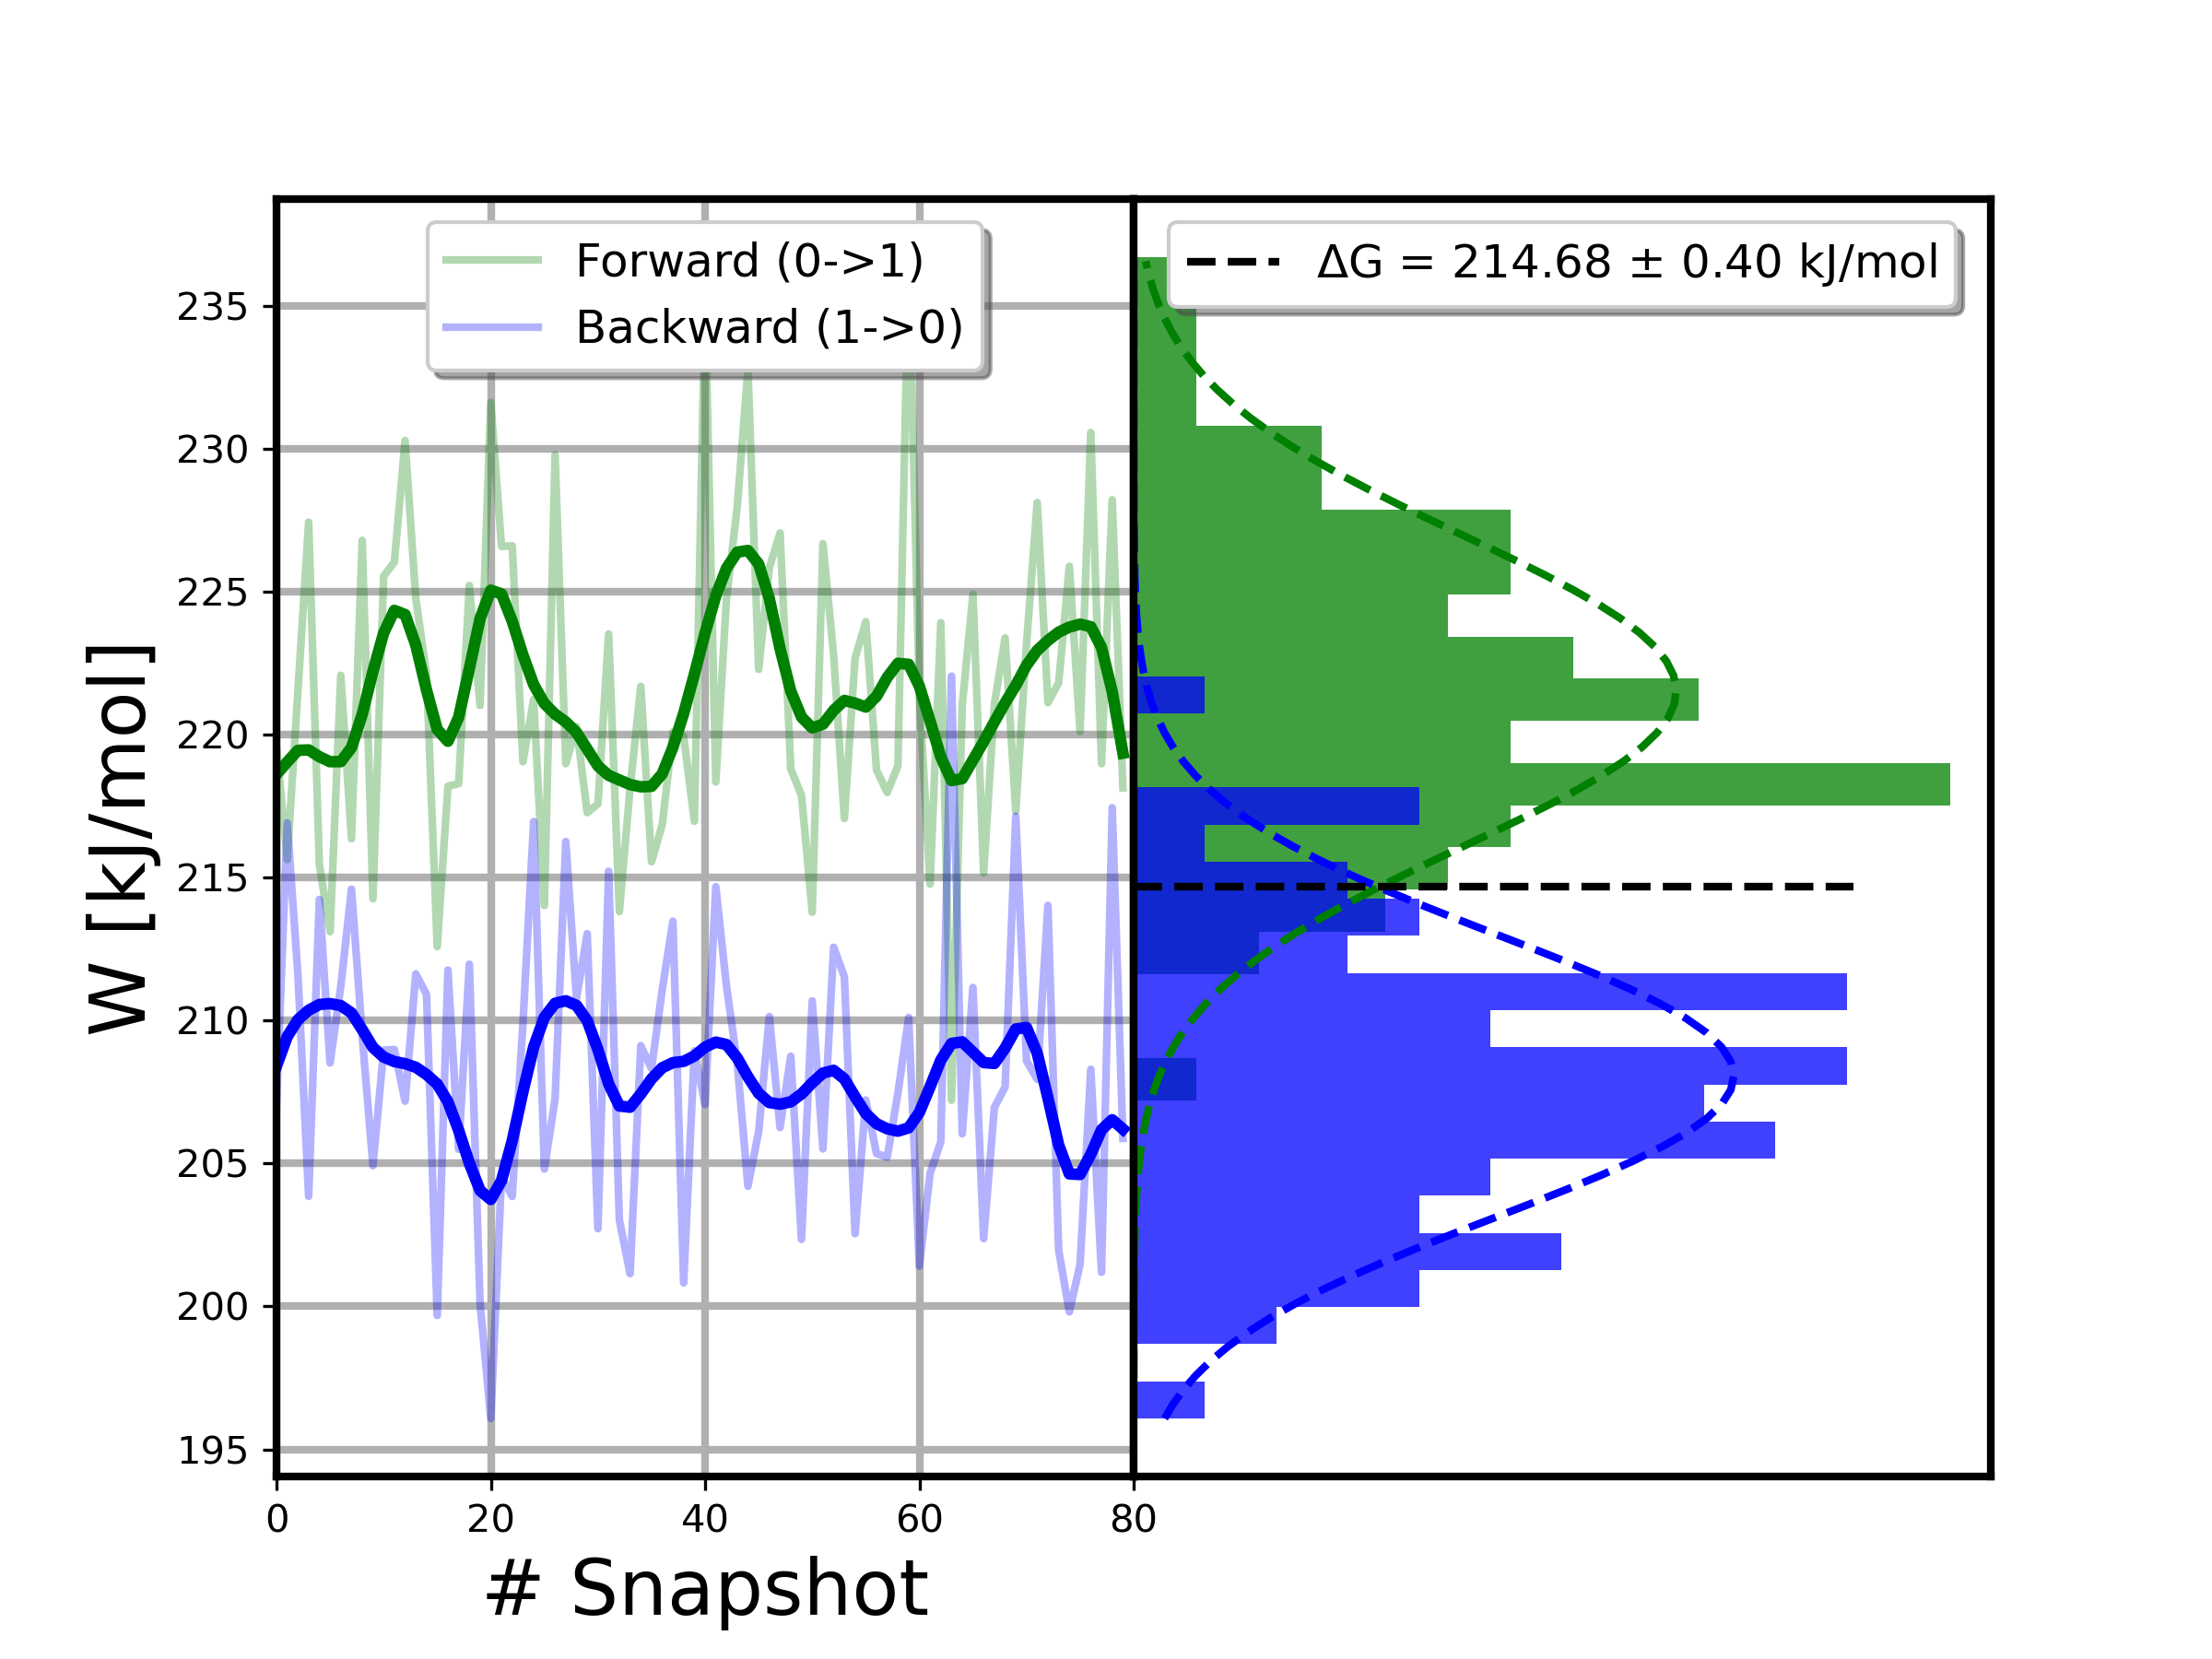 Forward (0->1)
Backward (1->0)
ΔG = 214.68 ± 0.40 kJ/mol
W [kJ/mol]
235
230
225
220
215
210
205
200
195
0 20 40 60 80
# Snapshot